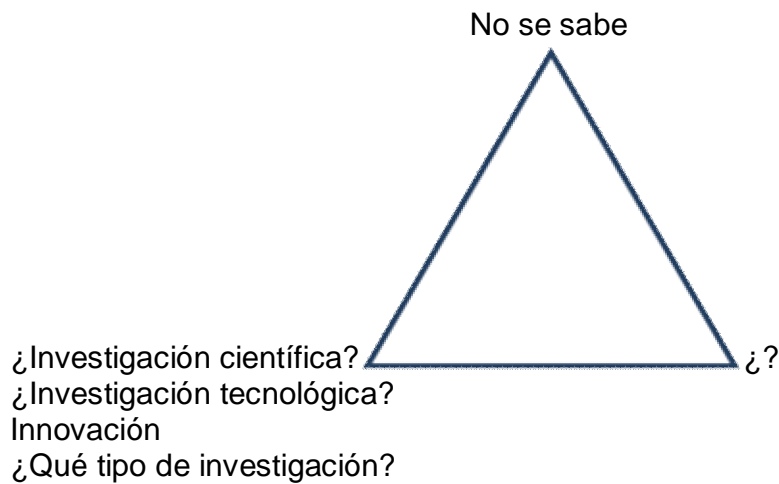 No se sabe
¿Investigación científica? ¿?
¿Investigación tecnológica?
Innovación
¿Qué tipo de investigación?